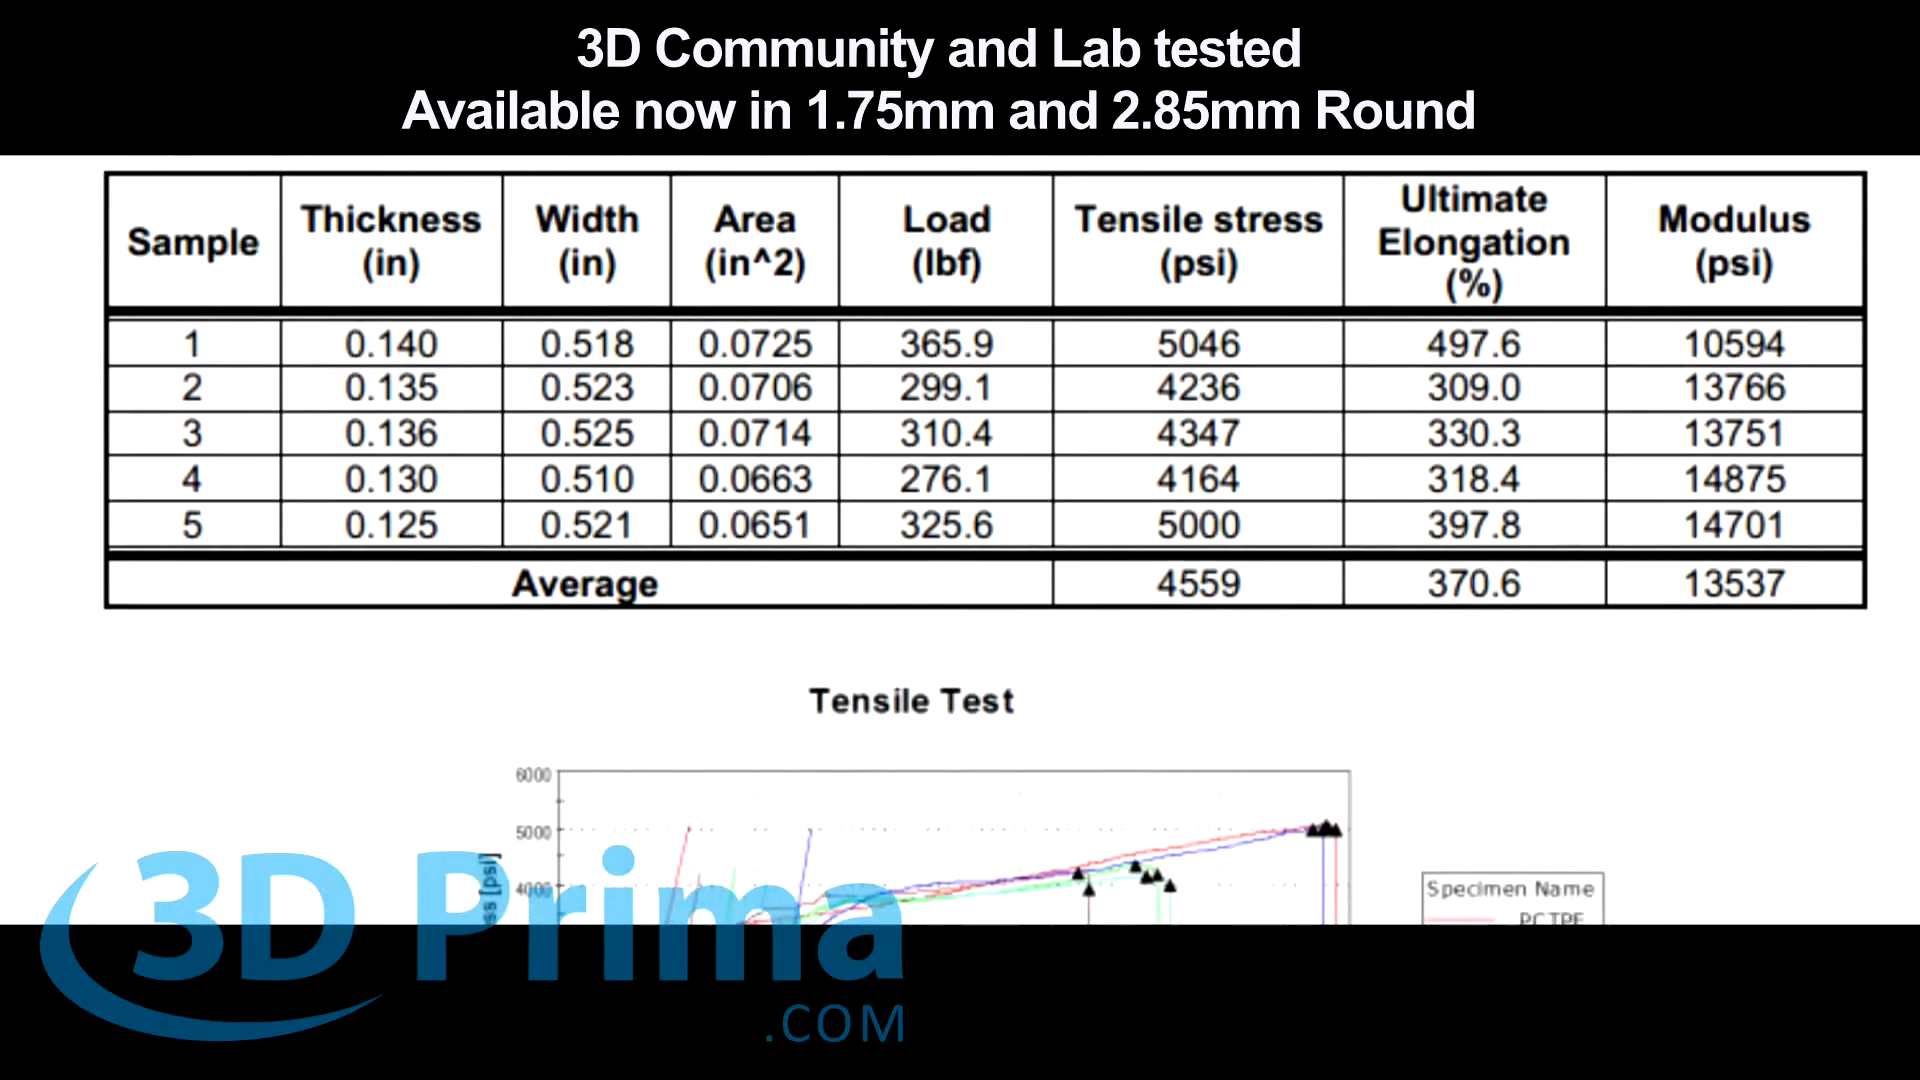 3D Community and Lab tested
Available now in 1.75mm and 2.85mm Round
Sample Thickness (in) Width (in) Area (in^2) Load (lbf) Tensile stress (psi) Ultimate Elongation (%) Modulus (psi)
1 0.140 0.518 0.0725 365.9 5046 497.6 10594
2 0.135 0.523 0.0706 299.1 4236 309.0 13766
3 0.136 0.525 0.0714 310.4 4347 330.3 13751
4 0.130 0.510 0.0663 276.1 4164 318.4 14875
5 0.125 0.521 0.0651 325.6 5000 397.8 14701
Average 4559 370.6 13537
Tensile Test
6000
5000
4000
[psi]
Specimen Name
PCTPE
3D Prima
.COM